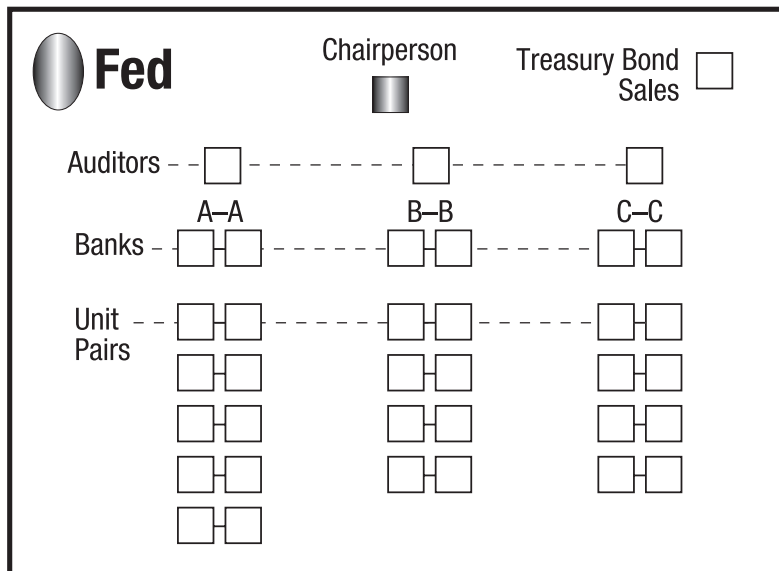 Fed
Chairperson
Treasury Bond
Sales
Auditors
A–A
B–B
C–C
Banks
Unit
Pairs